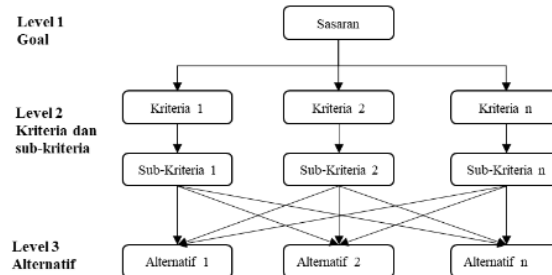 Level 1
Goal
Sasaran
Level 2
Kriteria dan
sub-kriteria
Kriteria 1
Kriteria 2
Kriteria n
Sub-Kriteria 1
Sub-Kriteria 2
Sub-Kriteria n
Level 3
Alternatif
Alternatif 1
Alternatif 2
Alternatif n